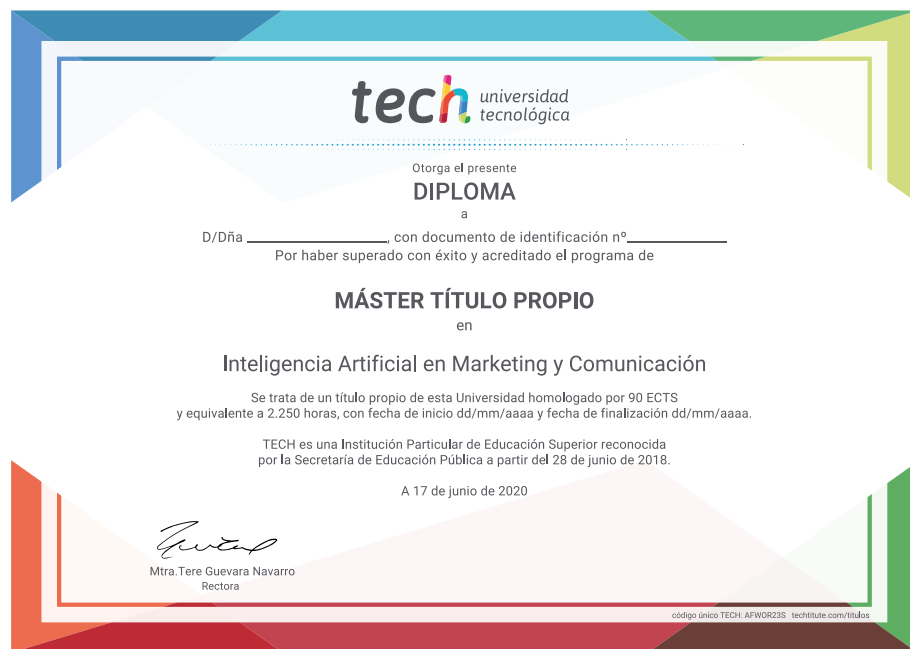 tech universidad
tecnológica
Otorga el presente
DIPLOMA
a
D/Dña ________________, con documento de identificación nº____________
Por haber superado con éxito y acreditado el programa de
MÁSTER TÍTULO PROPIO
en
Inteligencia Artificial en Marketing y Comunicación
Se trata de un título propio de esta Universidad homologado por 90 ECTS
y equivalente a 2.250 horas, con fecha de inicio dd/mm/aaaa y fecha de finalización dd/mm/aaaa.
TECH es una Institución Particular de Educación Superior reconocida
por la Secretaría de Educación Pública a partir del 28 de junio de 2018.
A 17 de junio de 2020
Mtra.Tere Guevara Navarro
Rectora
código único TECH: AFWOR23S techtitute.com/titulos